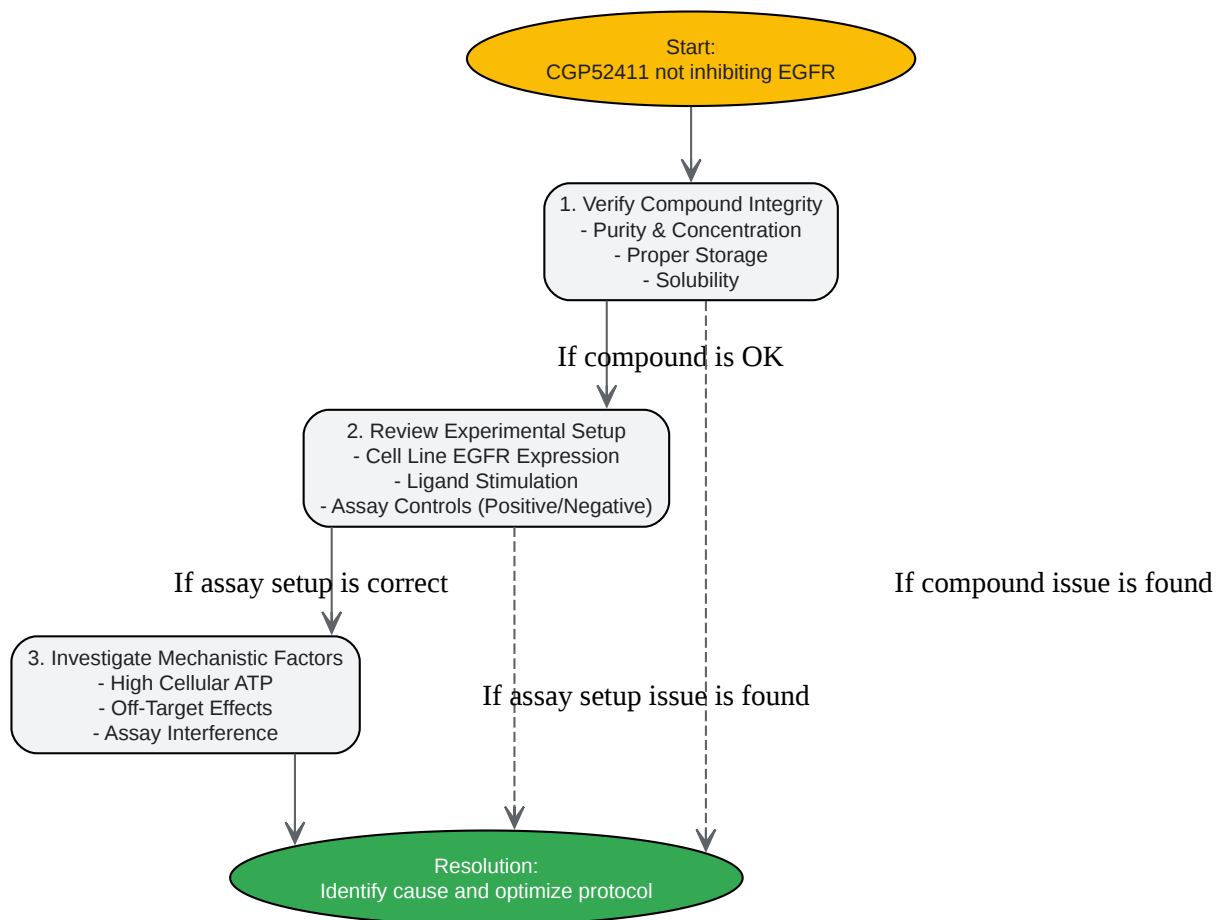 Start:
CGP52411 not inhibiting EGFR
1. Verify Compound Integrity
- Purity & Concentration
- Proper Storage
- Solubility
If compound is OK
2. Review Experimental Setup
- Cell Line EGFR Expression
- Ligand Stimulation
- Assay Controls (Positive/Negative)
If assay setup is correct
If compound issue is found
3. Investigate Mechanistic Factors
- High Cellular ATP
- Off-Target Effects
- Assay Interference
If assay setup issue is found
Resolution:
Identify cause and optimize protocol